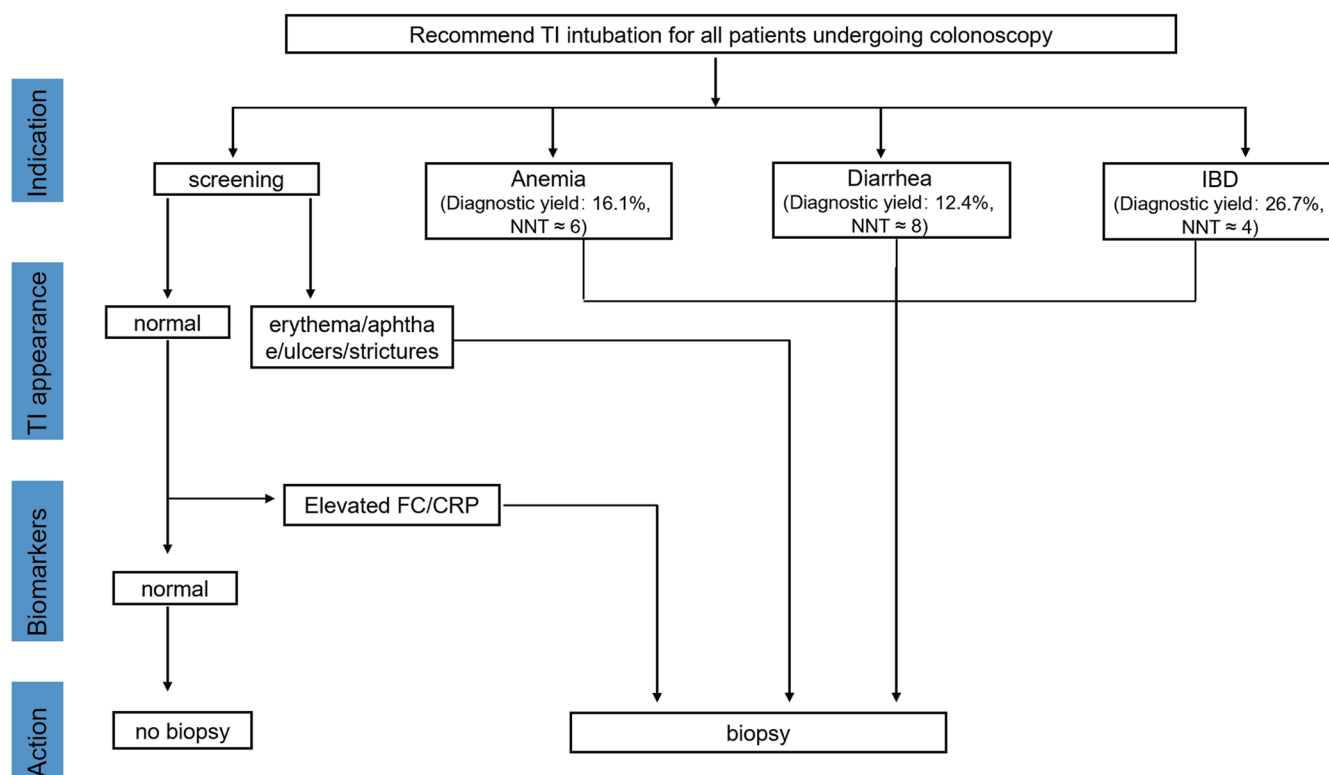 Recommend TI intubation for all patients undergoing colonoscopy
Indication
screening
Anemia
(Diagnostic yield: 16.1%,
NNT ≈ 6)
Diarrhea
(Diagnostic yield: 12.4%,
NNT ≈ 8)
IBD
(Diagnostic yield: 26.7%,
NNT ≈ 4)
TI appearance
normal
erythema/aphtha
e/ulcers/strictures
Biomarkers
Elevated FC/CRP
normal
Action
no biopsy
biopsy